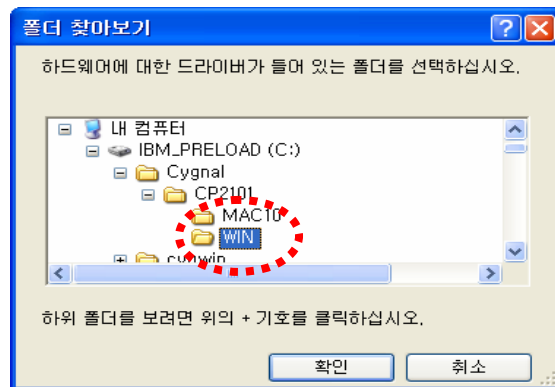 폴더 찾아보기
하드웨어에 대한 드라이버가 들어 있는 폴더를 선택하십시오.
내 컴퓨터
IBM_PRELOAD (C:)
Cygnal
CP2101
MAC10
WIN
cygwin
하위 폴더를 보려면 위의 + 기호를 클릭하십시오.
확인 취소